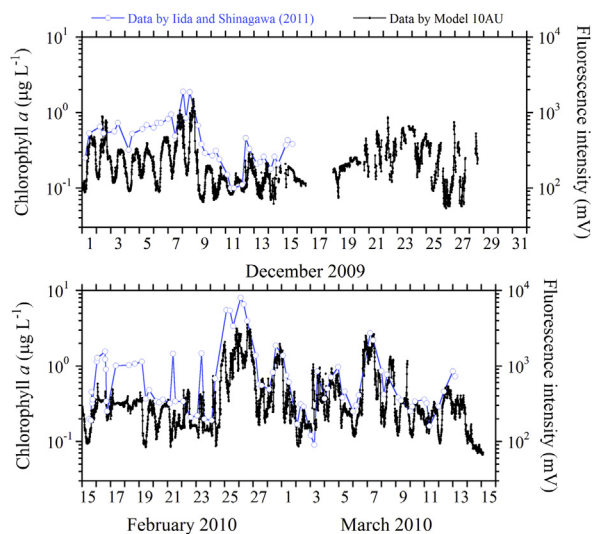 Data by Iida and Shinagawa (2011) Data by Model 10AU
Chlorophyll a (µg L⁻¹)
10¹
10⁰
10⁻¹
10⁴
10³
10²
Fluorescence intensity (mV)
1 3 5 7 9 11 13 15 17 19 21 23 25 27 29 31
December 2009
Chlorophyll a (µg L⁻¹)
10¹
10⁰
10⁻¹
10⁴
10³
10²
Fluorescence intensity (mV)
15 17 19 21 23 25 27 1 3 5 7 9 11 13 15
February 2010 March 2010